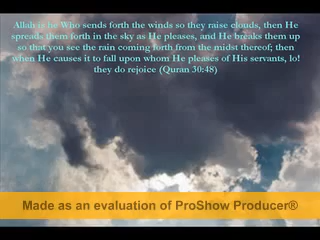 Allah is he Who sends forth the winds so they raise clouds, then He
spreads them forth in the sky as He pleases, and He breaks them up
so that you see the rain coming forth from the midst thereof; then
when He causes it to fall upon whom He pleases of His servants, lo!
they do rejoice (Quran 30:48)
Made as an evaluation of ProShow Producer®